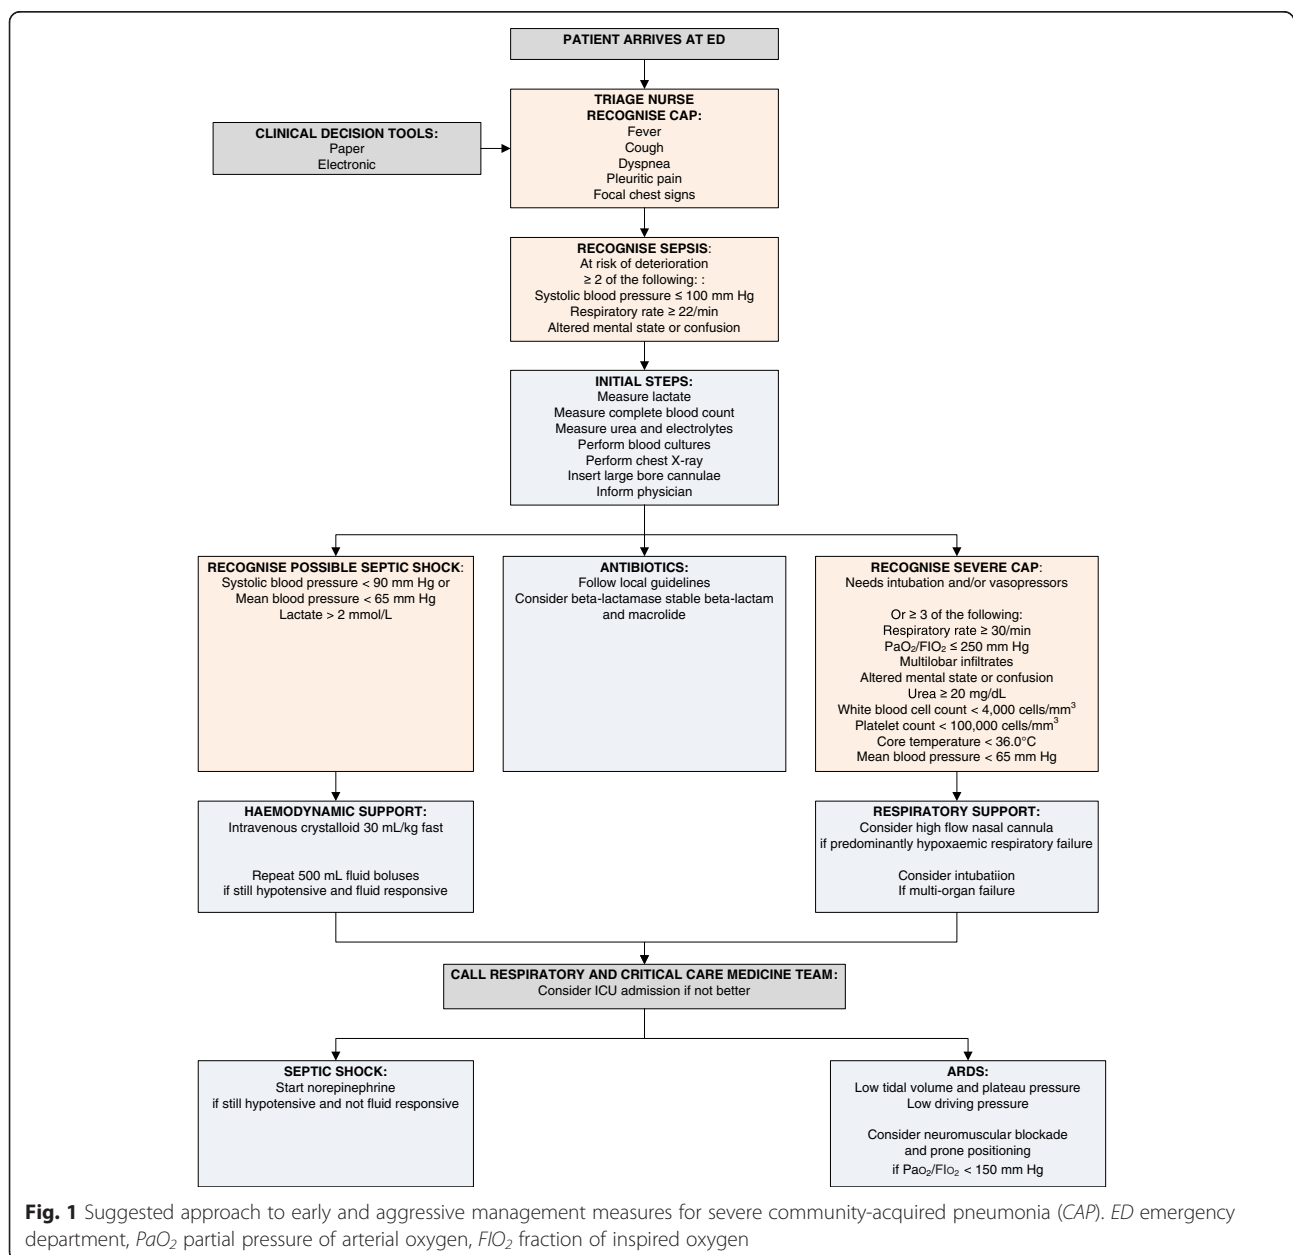 PATIENT ARRIVES AT ED
TRIAGE NURSE
RECOGNISE CAP:
Fever
Cough
Dyspnea
Pleuritic pain
Focal chest signs
CLINICAL DECISION TOOLS:
Paper
Electronic
RECOGNISE SEPSIS:
At risk of deterioration
≥ 2 of the following: :
Systolic blood pressure ≤ 100 mm Hg
Respiratory rate ≥ 22/min
Altered mental state or confusion
INITIAL STEPS:
Measure lactate
Measure complete blood count
Measure urea and electrolytes
Perform blood cultures
Perform chest X-ray
Insert large bore cannulae
Inform physician
RECOGNISE POSSIBLE SEPTIC SHOCK:
Systolic blood pressure < 90 mm Hg or
Mean blood pressure < 65 mm Hg
Lactate > 2 mmol/L
ANTIBIOTICS:
Follow local guidelines
Consider beta-lactamase stable beta-lactam
and macrolide
RECOGNISE SEVERE CAP:
Needs intubation and/or vasopressors
Or ≥ 3 of the following:
Respiratory rate ≥ 30/min
PaO₂/FIO₂ ≤ 250 mm Hg
Multilobar infiltrates
Altered mental state or confusion
Urea ≥ 20 mg/dL
White blood cell count < 4,000 cells/mm³
Platelet count < 100,000 cells/mm³
Core temperature < 36.0°C
Mean blood pressure < 65 mm Hg
HAEMODYNAMIC SUPPORT:
Intravenous crystalloid 30 mL/kg fast
Repeat 500 mL fluid boluses
if still hypotensive and fluid responsive
RESPIRATORY SUPPORT:
Consider high flow nasal cannula
if predominantly hypoxaemic respiratory failure
Consider intubatiion
If multi-organ failure
CALL RESPIRATORY AND CRITICAL CARE MEDICINE TEAM:
Consider ICU admission if not better
SEPTIC SHOCK:
Start norepinephrine
if still hypotensive and not fluid responsive
ARDS:
Low tidal volume and plateau pressure
Low driving pressure
Consider neuromuscular blockade
and prone positioning
if PaO₂/FIO₂ < 150 mm Hg
Fig. 1 Suggested approach to early and aggressive management measures for severe community-acquired pneumonia (CAP). ED emergency
department, PaO₂ partial pressure of arterial oxygen, FIO₂ fraction of inspired oxygen